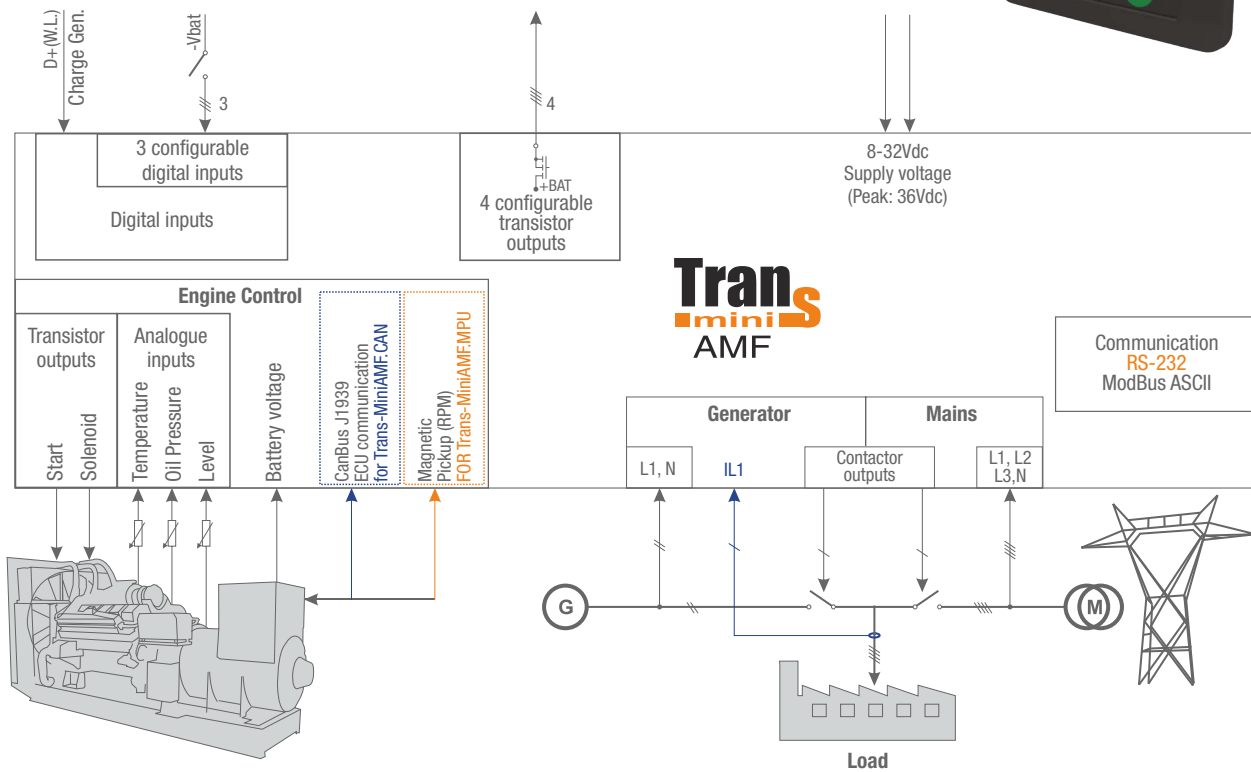 D+(W.L.)
Charge Gen.
-Vbat
3
4
3 configurable
digital inputs
Digital inputs
+BAT
4 configurable
transistor
outputs
8-32Vdc
Supply voltage
(Peak: 36Vdc)
Engine Control
Transistor
outputs
Start
Solenoid
Analogue
inputs
Temperature
Oil Pressure
Level
Battery voltage
CanBus J1939
ECU communication
for Trans-MiniAMF.CAN
Magnetic
Pickup (RPM)
FOR Trans-MiniAMF.MPU
Trans
mini
AMF
Communication
RS-232
ModBus ASCII
Generator
Mains
L1, N
IL1
Contactor
outputs
L1, L2
L3,N
G
M
Load